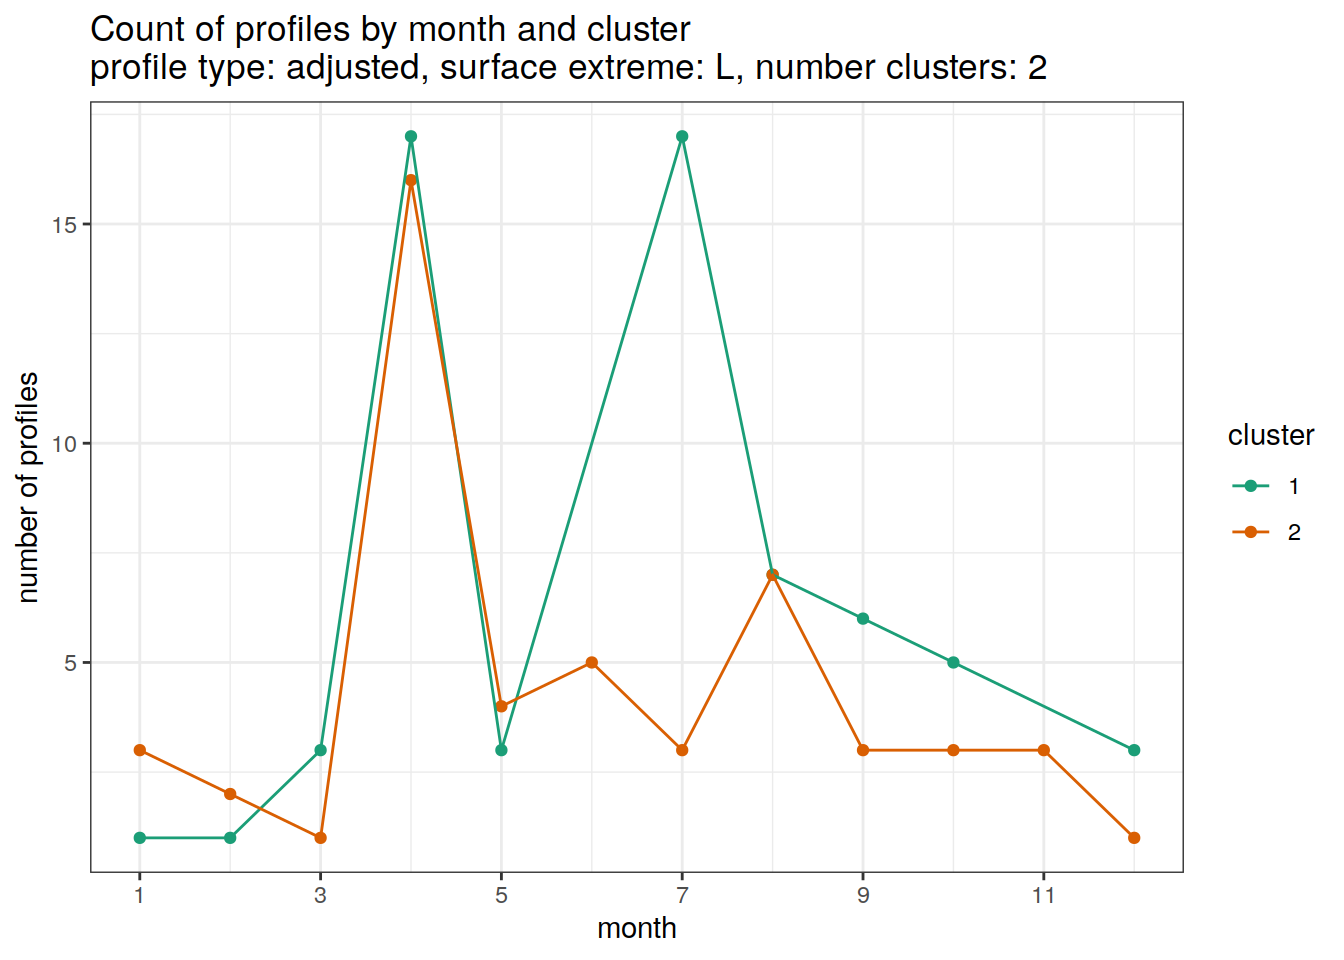 Count of profiles by month and cluster
profile type: adjusted, surface extreme: L, number clusters: 2
15
10
5
number of profiles
1
3
5
7
9
11
month
cluster
1
2